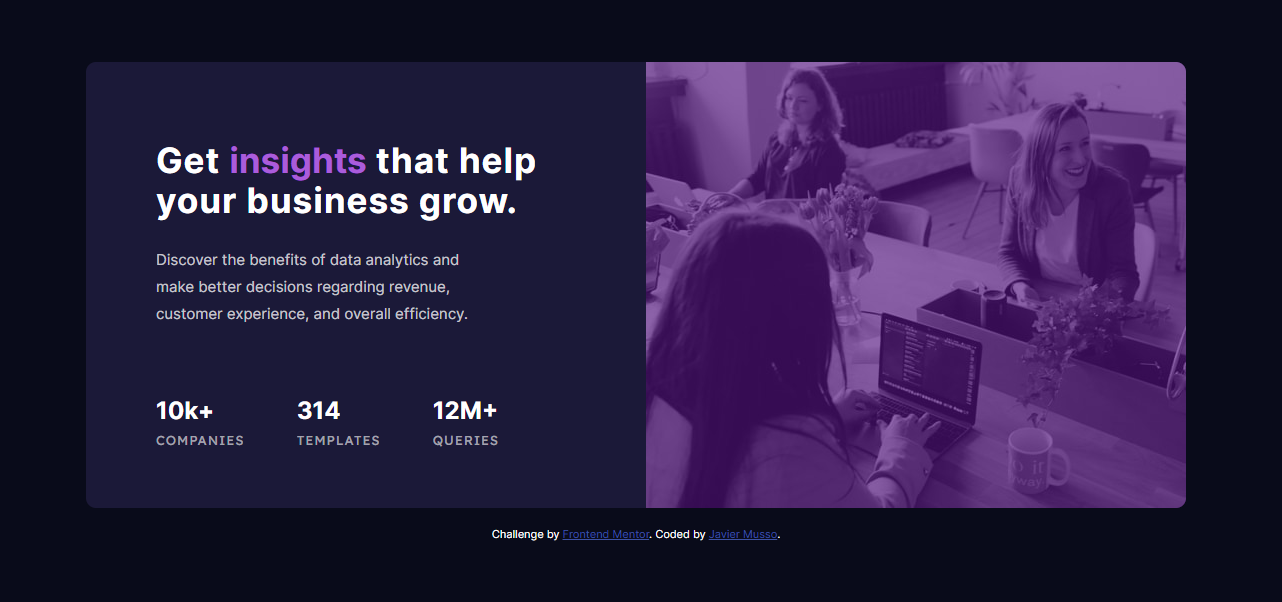 Get insights that help
your business grow.
Discover the benefits of data analytics and
make better decisions regarding revenue,
customer experience, and overall efficiency.
10k+ 314 12M+
COMPANIES TEMPLATES QUERIES
Challenge by Frontend Mentor. Coded by Javier Musso.